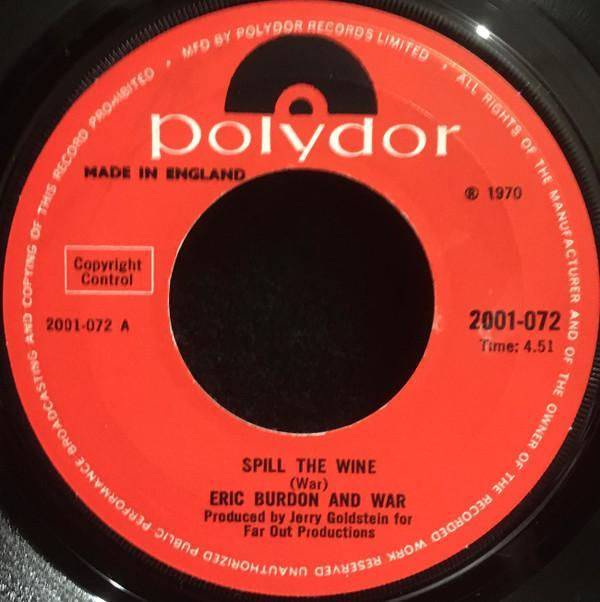 MFD BY POLYDOR RECORDS LIMITED • ALL RIGHTS OF THE MANUFACTURER AND OF THE OWNER OF THE RECORDED WORK RESERVED UNAUTHORIZED PUBLIC PERFORMANCE BROADCASTING AND COPYING OF THIS RECORD PROHIBITED •
polydor
MADE IN ENGLAND
℗ 1970
Copyright
Control
2001-072 A
2001-072
Time: 4.51
SPILL THE WINE
(War)
ERIC BURDON AND WAR
Produced by Jerry Goldstein for
Far Out Productions